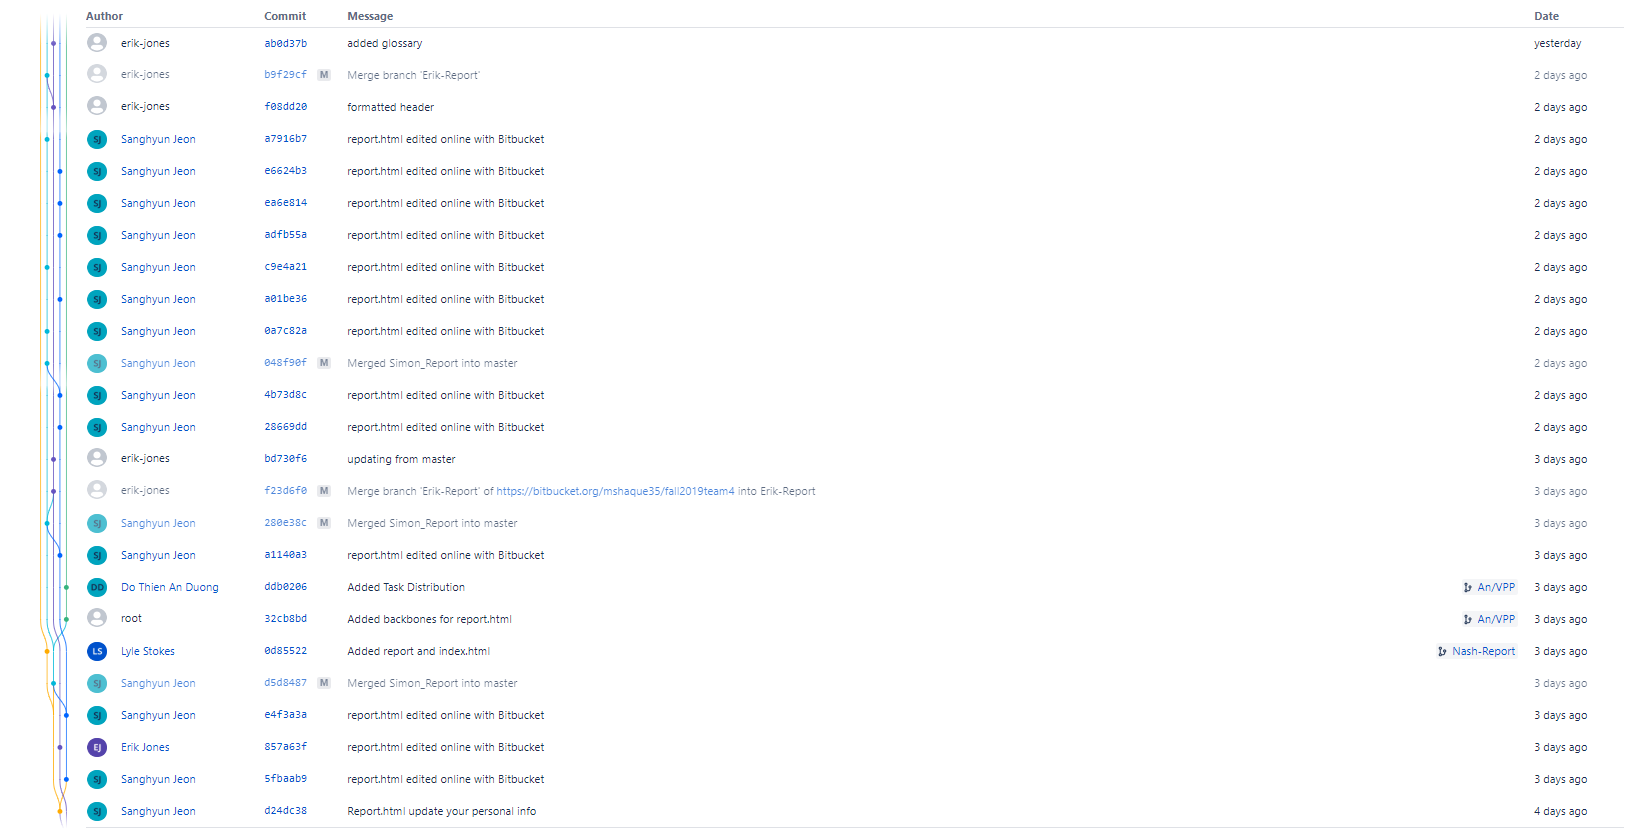 Author Commit Message Date
erik-jones ab0d37b added glossary yesterday
erik-jones b9f29cf M Merge branch 'Erik-Report' 2 days ago
erik-jones f08dd20 formatted header 2 days ago
SJ Sanghyun Jeon a7916b7 report.html edited online with Bitbucket 2 days ago
SJ Sanghyun Jeon e6624b3 report.html edited online with Bitbucket 2 days ago
SJ Sanghyun Jeon ea6e814 report.html edited online with Bitbucket 2 days ago
SJ Sanghyun Jeon adfb55a report.html edited online with Bitbucket 2 days ago
SJ Sanghyun Jeon c9e4a21 report.html edited online with Bitbucket 2 days ago
SJ Sanghyun Jeon a01be36 report.html edited online with Bitbucket 2 days ago
SJ Sanghyun Jeon 0a7c82a report.html edited online with Bitbucket 2 days ago
SJ Sanghyun Jeon 048f90f M Merged Simon_Report into master 2 days ago
SJ Sanghyun Jeon 4b73d8c report.html edited online with Bitbucket 2 days ago
SJ Sanghyun Jeon 28669dd report.html edited online with Bitbucket 2 days ago
erik-jones bd730f6 updating from master 3 days ago
erik-jones f23d6f0 M Merge branch 'Erik-Report' of https://bitbucket.org/mshaque35/fall2019team4 into Erik-Report 3 days ago
SJ Sanghyun Jeon 280e38c M Merged Simon_Report into master 3 days ago
SJ Sanghyun Jeon a1140a3 report.html edited online with Bitbucket 3 days ago
DD Do Thien An Duong ddb0206 Added Task Distribution An/VPP 3 days ago
root 32cb8bd Added backbones for report.html An/VPP 3 days ago
LS Lyle Stokes 0d85522 Added report and index.html Nash-Report 3 days ago
SJ Sanghyun Jeon d5d8487 M Merged Simon_Report into master 3 days ago
SJ Sanghyun Jeon e4f3a3a report.html edited online with Bitbucket 3 days ago
EJ Erik Jones 857a63f report.html edited online with Bitbucket 3 days ago
SJ Sanghyun Jeon 5fbaab9 report.html edited online with Bitbucket 3 days ago
SJ Sanghyun Jeon d24dc38 Report.html update your personal info 4 days ago